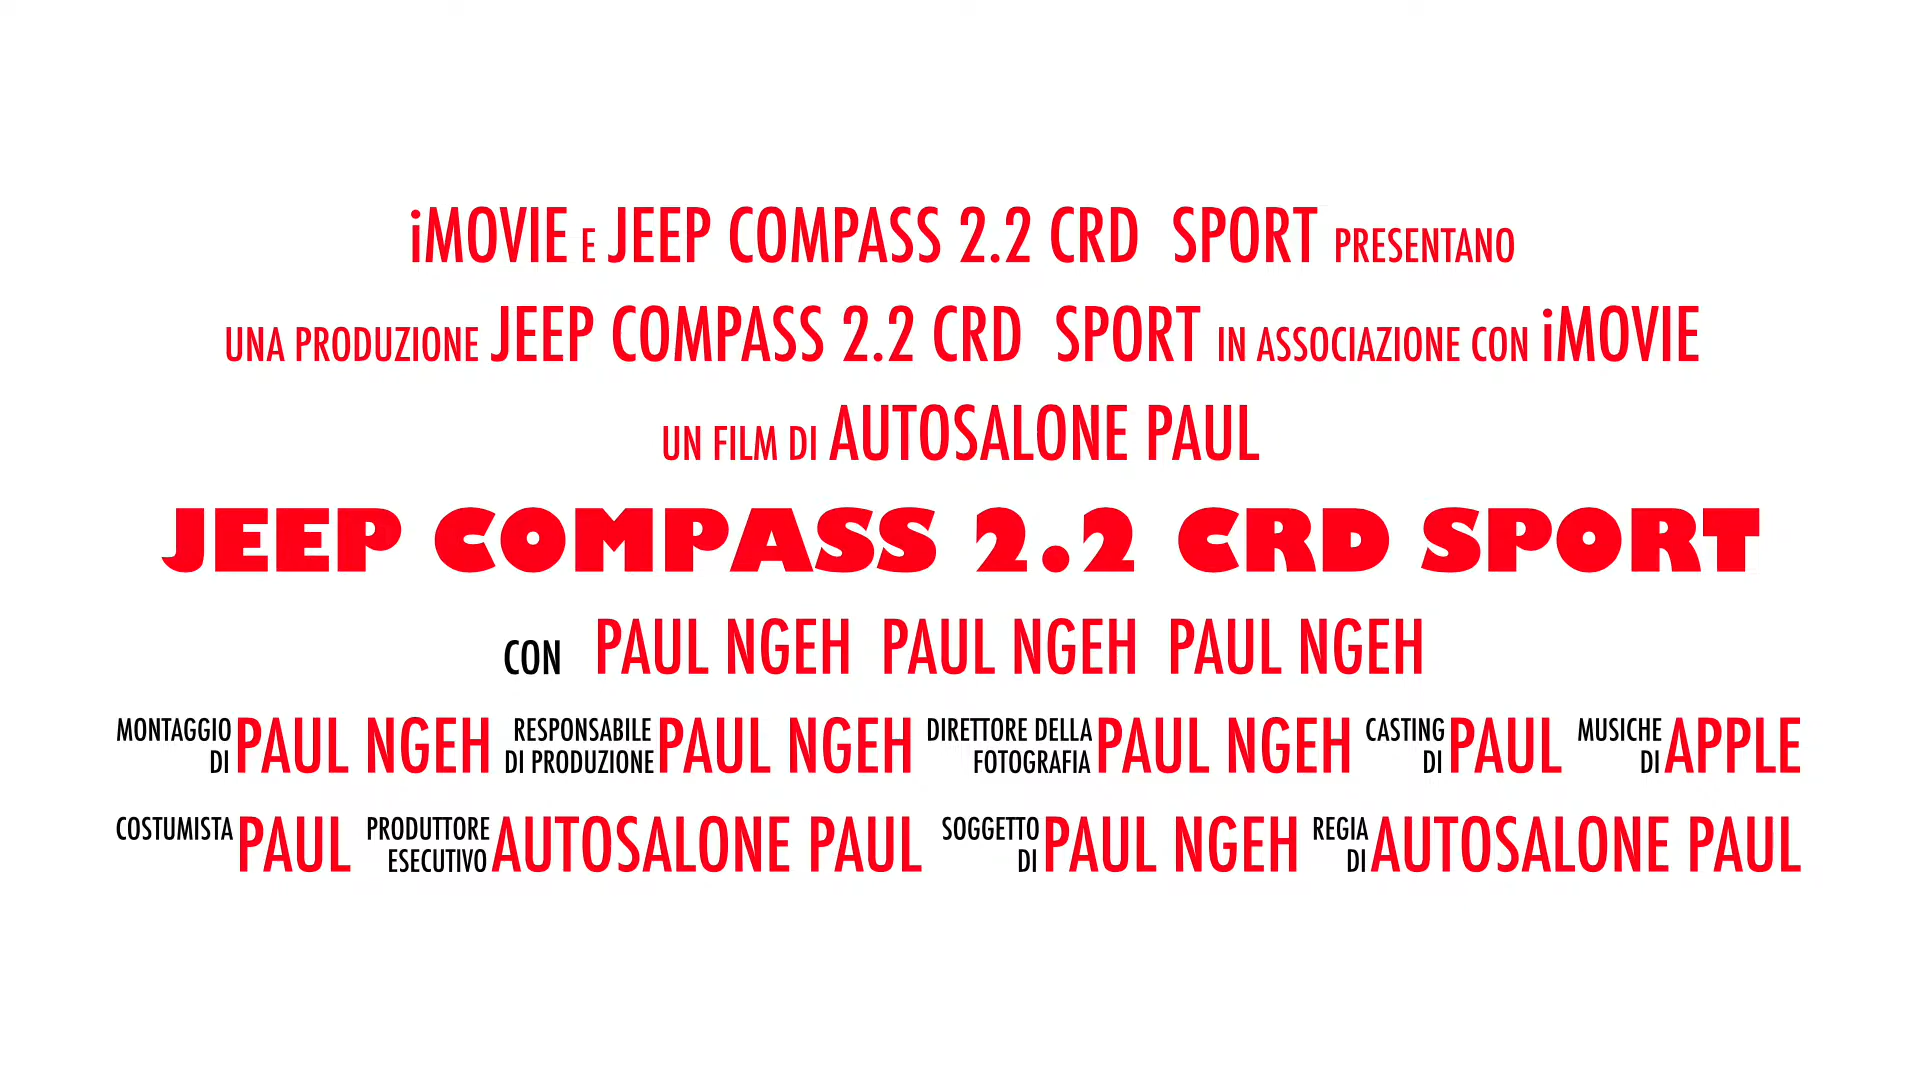 iMOVIE E JEEP COMPASS 2.2 CRD SPORT PRESENTANO
UNA PRODUZIONE JEEP COMPASS 2.2 CRD SPORT IN ASSOCIAZIONE CON iMOVIE
UN FILM DI AUTOSALONE PAUL
JEEP COMPASS 2.2 CRD SPORT
CON PAUL NGEH PAUL NGEH PAUL NGEH
MONTAGGIO DI PAUL NGEH RESPONSABILE DI PRODUZIONE PAUL NGEH DIRETTORE DELLA FOTOGRAFIA PAUL NGEH CASTING DI PAUL MUSICHE DI APPLE
COSTUMISTA PAUL PRODUTTORE ESECUTIVO AUTOSALONE PAUL SOGGETTO DI PAUL NGEH REGIA DI AUTOSALONE PAUL